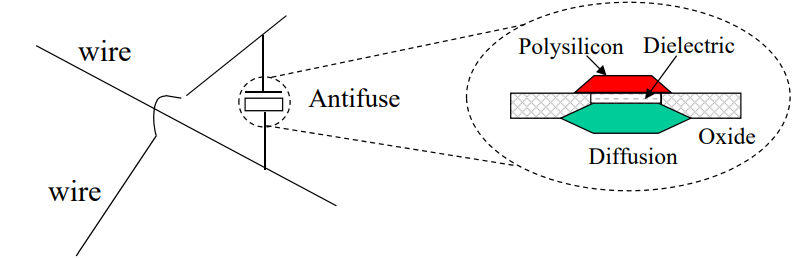 wire
wire
Antifuse
Polysilicon Dielectric
Oxide
Diffusion